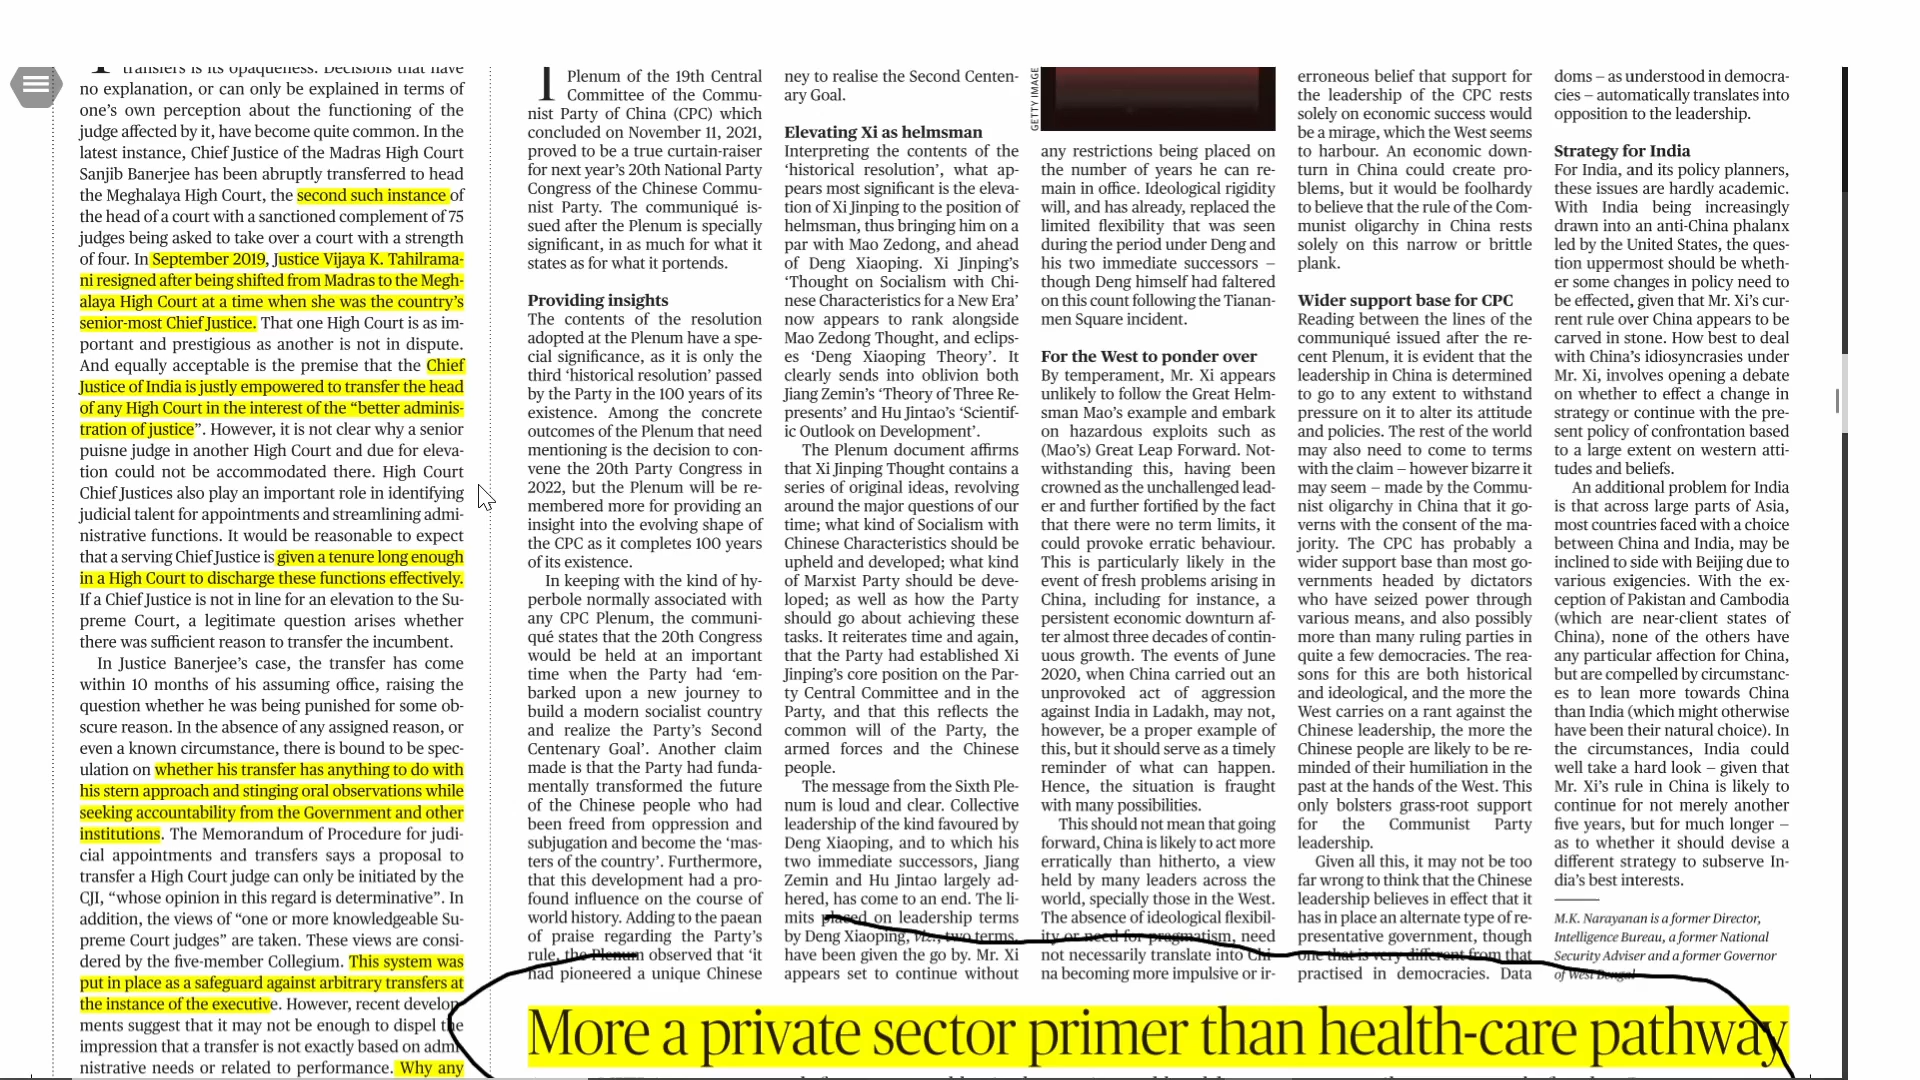 transfers is its opaqueness. Decisions that have
no explanation, or can only be explained in terms of
one's own perception about the functioning of the
judge affected by it, have become quite common. In the
latest instance, Chief Justice of the Madras High Court
Sanjib Banerjee has been abruptly transferred to head
the Meghalaya High Court, the second such instance of
the head of a court with a sanctioned complement of 75
judges being asked to take over a court with a strength
of four. In September 2019, Justice Vijaya K. Tahilrama-
ni resigned after being shifted from Madras to the Megh-
alaya High Court at a time when she was the country's
senior-most Chief Justice. That one High Court is as im-
portant and prestigious as another is not in dispute.
And equally acceptable is the premise that the Chief
Justice of India is justly empowered to transfer the head
of any High Court in the interest of the “better adminis-
tration of justice”. However, it is not clear why a senior
puisne judge in another High Court and due for eleva-
tion could not be accommodated there. High Court
Chief Justices also play an important role in identifying
judicial talent for appointments and streamlining admi-
nistrative functions. It would be reasonable to expect
that a serving Chief Justice is given a tenure long enough
in a High Court to discharge these functions effectively.
If a Chief Justice is not in line for an elevation to the Su-
preme Court, a legitimate question arises whether
there was sufficient reason to transfer the incumbent.
In Justice Banerjee's case, the transfer has come
within 10 months of his assuming office, raising the
question whether he was being punished for some ob-
scure reason. In the absence of any assigned reason, or
even a known circumstance, there is bound to be spec-
ulation on whether his transfer has anything to do with
his stern approach and stinging oral observations while
seeking accountability from the Government and other
institutions. The Memorandum of Procedure for judi-
cial appointments and transfers says a proposal to
transfer a High Court judge can only be initiated by the
CJI, “whose opinion in this regard is determinative”. In
addition, the views of “one or more knowledgeable Su-
preme Court judges” are taken. These views are consi-
dered by the five-member Collegium. This system was
put in place as a safeguard against arbitrary transfers at
the instance of the executive. However, recent develop-
ments suggest that it may not be enough to dispel the
impression that a transfer is not exactly based on admi-
nistrative needs or related to performance. Why any
Plenum of the 19th Central
Committee of the Commu-
nist Party of China (CPC) which
concluded on November 11, 2021,
proved to be a true curtain-raiser
for next year's 20th National Party
Congress of the Chinese Commu-
nist Party. The communiqué is-
sued after the Plenum is specially
significant, in as much for what it
states as for what it portends.
Providing insights
The contents of the resolution
adopted at the Plenum have a spe-
cial significance, as it is only the
third ‘historical resolution’ passed
by the Party in the 100 years of its
existence. Among the concrete
outcomes of the Plenum that need
mentioning is the decision to con-
vene the 20th Party Congress in
2022, but the Plenum will be re-
membered more for providing an
insight into the evolving shape of
the CPC as it completes 100 years
of its existence.
In keeping with the kind of hy-
perbole normally associated with
any CPC Plenum, the communi-
qué states that the 20th Congress
would be held at an important
time when the Party had ‘em-
barked upon a new journey to
build a modern socialist country
and realize the Party's Second
Centenary Goal’. Another claim
made is that the Party had funda-
mentally transformed the future
of the Chinese people who had
been freed from oppression and
subjugation and become the ‘mas-
ters of the country’. Furthermore,
that this development had a pro-
found influence on the course of
world history. Adding to the paean
of praise regarding the Party's
rule, the Plenum observed that ‘it
had pioneered a unique Chinese
ney to realise the Second Centen-
ary Goal.
Elevating Xi as helmsman
Interpreting the contents of the
‘historical resolution’, what ap-
pears most significant is the eleva-
tion of Xi Jinping to the position of
helmsman, thus bringing him on a
par with Mao Zedong, and ahead
of Deng Xiaoping. Xi Jinping's
‘Thought on Socialism with Chi-
nese Characteristics for a New Era’
now appears to rank alongside
Mao Zedong Thought, and eclips-
es ‘Deng Xiaoping Theory’. It
clearly sends into oblivion both
Jiang Zemin's ‘Theory of Three Re-
presents’ and Hu Jintao's ‘Scientif-
ic Outlook on Development’.
The Plenum document affirms
that Xi Jinping Thought contains a
series of original ideas, revolving
around the major questions of our
time; what kind of Socialism with
Chinese Characteristics should be
upheld and developed; what kind
of Marxist Party should be deve-
loped; as well as how the Party
should go about achieving these
tasks. It reiterates time and again,
that the Party had established Xi
Jinping's core position on the Par-
ty Central Committee and in the
Party, and that this reflects the
common will of the Party, the
armed forces and the Chinese
people.
The message from the Sixth Ple-
num is loud and clear. Collective
leadership of the kind favoured by
Deng Xiaoping, and to which his
two immediate successors, Jiang
Zemin and Hu Jintao largely ad-
hered, has come to an end. The li-
mits placed on leadership terms
by Deng Xiaoping, viz., two terms,
have been given the go by. Mr. Xi
appears set to continue without
GETTY IMAGE
any restrictions being placed on
the number of years he can re-
main in office. Ideological rigidity
will, and has already, replaced the
limited flexibility that was seen
during the period under Deng and
his two immediate successors –
though Deng himself had faltered
on this count following the Tianan-
men Square incident.
For the West to ponder over
By temperament, Mr. Xi appears
unlikely to follow the Great Helm-
sman Mao's example and embark
on hazardous exploits such as
(Mao's) Great Leap Forward. Not-
withstanding this, having been
crowned as the unchallenged lead-
er and further fortified by the fact
that there were no term limits, it
could provoke erratic behaviour.
This is particularly likely in the
event of fresh problems arising in
China, including for instance, a
persistent economic downturn af-
ter almost three decades of contin-
uous growth. The events of June
2020, when China carried out an
unprovoked act of aggression
against India in Ladakh, may not,
however, be a proper example of
this, but it should serve as a timely
reminder of what can happen.
Hence, the situation is fraught
with many possibilities.
This should not mean that going
forward, China is likely to act more
erratically than hitherto, a view
held by many leaders across the
world, specially those in the West.
The absence of ideological flexibil-
ity or need for pragmatism, need
not necessarily translate into Chi-
na becoming more impulsive or ir-
erroneous belief that support for
the leadership of the CPC rests
solely on economic success would
be a mirage, which the West seems
to harbour. An economic down-
turn in China could create pro-
blems, but it would be foolhardy
to believe that the rule of the Com-
munist oligarchy in China rests
solely on this narrow or brittle
plank.
Wider support base for CPC
Reading between the lines of the
communiqué issued after the re-
cent Plenum, it is evident that the
leadership in China is determined
to go to any extent to withstand
pressure on it to alter its attitude
and policies. The rest of the world
may also need to come to terms
with the claim – however bizarre it
may seem – made by the Commu-
nist oligarchy in China that it go-
verns with the consent of the ma-
jority. The CPC has probably a
wider support base than most go-
vernments headed by dictators
who have seized power through
various means, and also possibly
more than many ruling parties in
quite a few democracies. The rea-
sons for this are both historical
and ideological, and the more the
West carries on a rant against the
Chinese leadership, the more the
Chinese people are likely to be re-
minded of their humiliation in the
past at the hands of the West. This
only bolsters grass-root support
for the Communist Party
leadership.
Given all this, it may not be too
far wrong to think that the Chinese
leadership believes in effect that it
has in place an alternate type of re-
presentative government, though
one that is very different from that
practised in democracies. Data
doms – as understood in democra-
cies – automatically translates into
opposition to the leadership.
Strategy for India
For India, and its policy planners,
these issues are hardly academic.
With India being increasingly
drawn into an anti-China phalanx
led by the United States, the ques-
tion uppermost should be wheth-
er some changes in policy need to
be effected, given that Mr. Xi's cur-
rent rule over China appears to be
carved in stone. How best to deal
with China's idiosyncrasies under
Mr. Xi, involves opening a debate
on whether to effect a change in
strategy or continue with the pre-
sent policy of confrontation based
to a large extent on western atti-
tudes and beliefs.
An additional problem for India
is that across large parts of Asia,
most countries faced with a choice
between China and India, may be
inclined to side with Beijing due to
various exigencies. With the ex-
ception of Pakistan and Cambodia
(which are near-client states of
China), none of the others have
any particular affection for China,
but are compelled by circumstanc-
es to lean more towards China
than India (which might otherwise
have been their natural choice). In
the circumstances, India could
well take a hard look – given that
Mr. Xi's rule in China is likely to
continue for not merely another
five years, but for much longer –
as to whether it should devise a
different strategy to subserve In-
dia's best interests.
M.K. Narayanan is a former Director,
Intelligence Bureau, a former National
Security Adviser and a former Governor
of West Bengal
More a private sector primer than health-care pathway